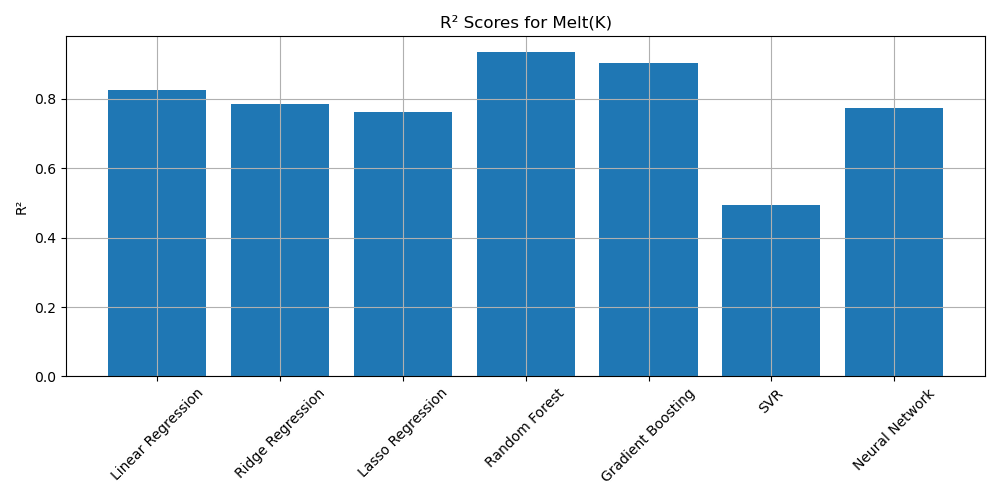 R² Scores for Melt(K)
R²
0.8
0.6
0.4
0.2
0.0
Linear Regression
Ridge Regression
Lasso Regression
Random Forest
Gradient Boosting
SVR
Neural Network